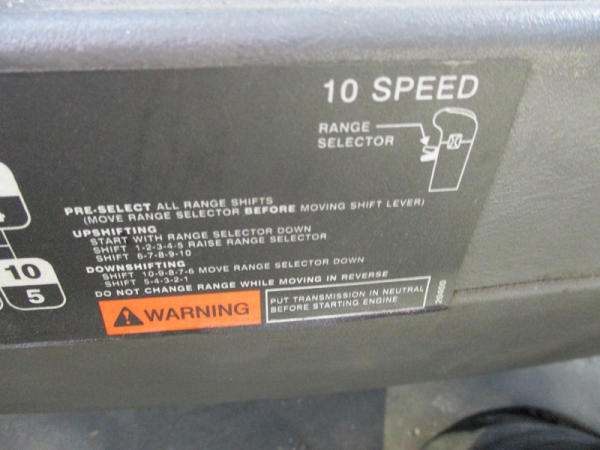 10 SPEED
RANGE
SELECTOR
PRE-SELECT ALL RANGE SHIFTS
(MOVE RANGE SELECTOR BEFORE MOVING SHIFT LEVER)
UPSHIFTING
START WITH RANGE SELECTOR DOWN
SHIFT 1-2-3-4-5 RAISE RANGE SELECTOR
SHIFT 6-7-8-9-10
DOWNSHIFTING
SHIFT 10-9-8-7-6 MOVE RANGE SELECTOR DOWN
SHIFT 5-4-3-2-1
DO NOT CHANGE RANGE WHILE MOVING IN REVERSE
WARNING
PUT TRANSMISSION IN NEUTRAL
BEFORE STARTING ENGINE
10
5